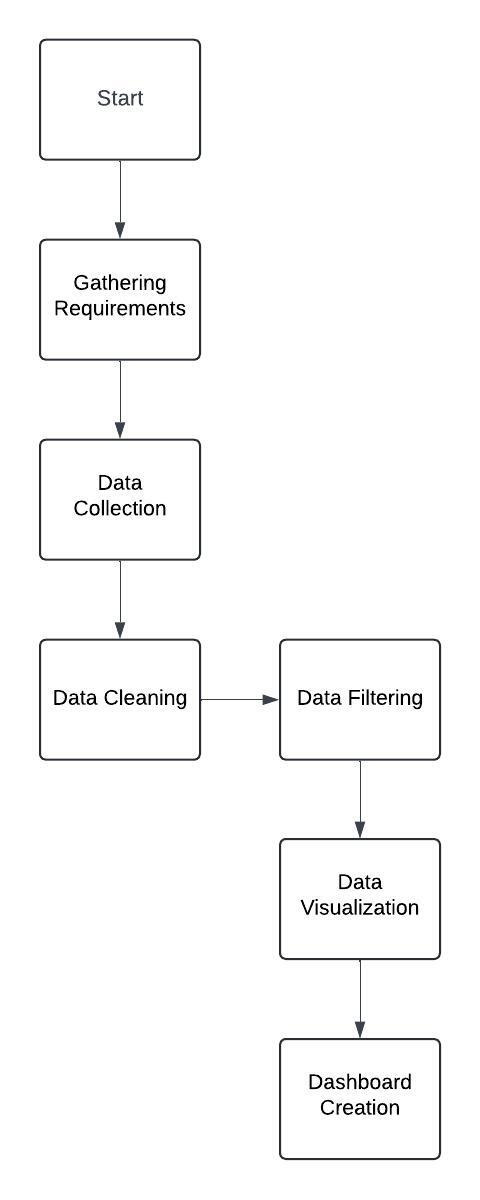 Start
Gathering
Requirements
Data
Collection
Data Cleaning
Data Filtering
Data
Visualization
Dashboard
Creation